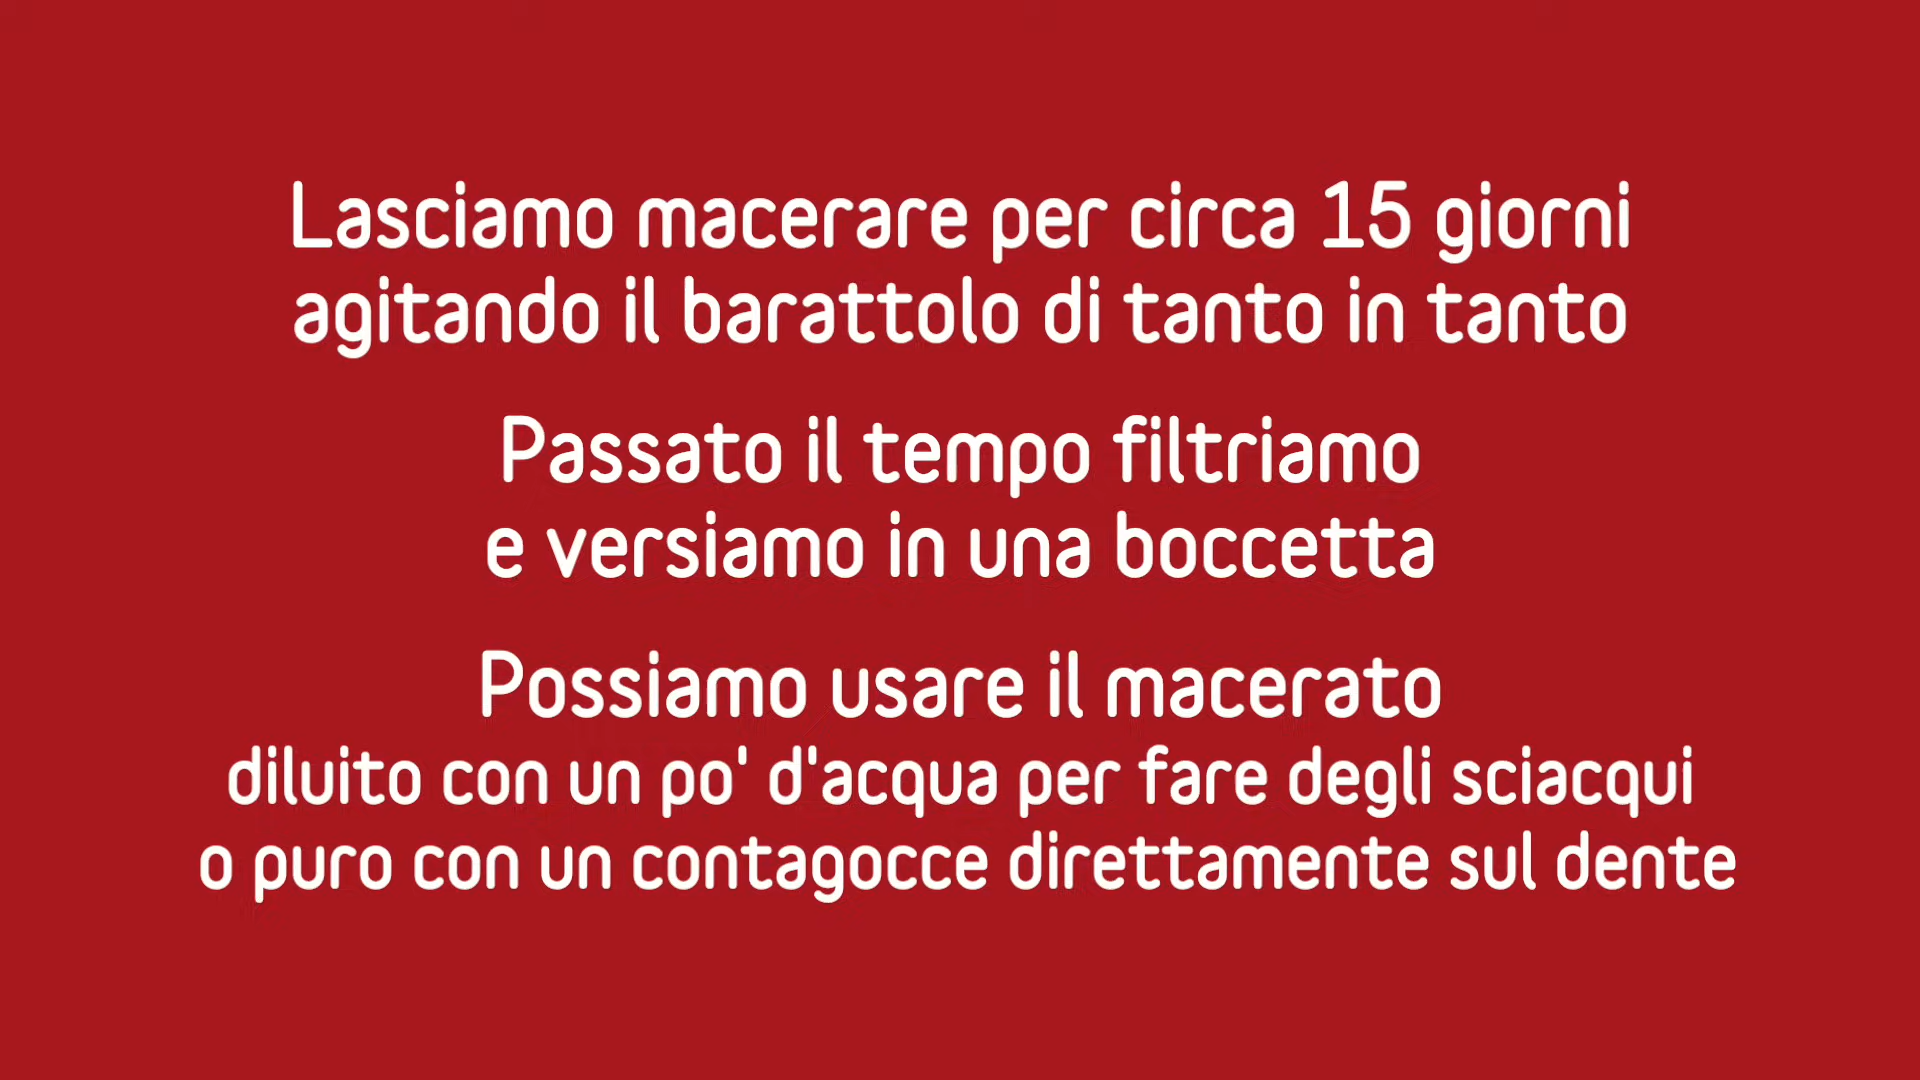 Lasciamo macerare per circa 15 giorni
agitando il barattolo di tanto in tanto
Passato il tempo filtriamo
e versiamo in una boccetta
Possiamo usare il macerato
diluito con un po' d'acqua per fare degli sciacqui
o puro con un contagocce direttamente sul dente